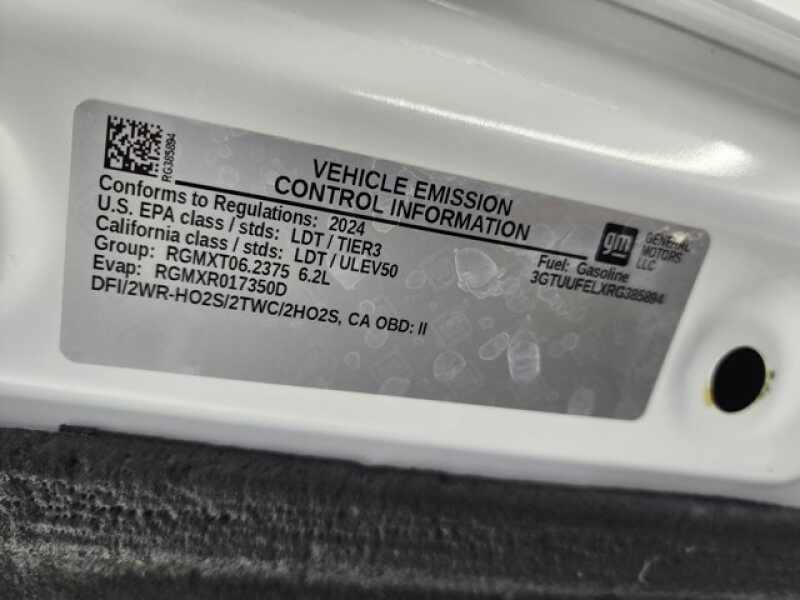 RG385894
VEHICLE EMISSION
CONTROL INFORMATION
Conforms to Regulations: 2024
U.S. EPA class / stds: LDT / TIER3
California class / stds: LDT / ULEV50
Group: RGMXT06.2375 6.2L
Evap: RGMXR017350D
DFI/2WR-HO2S/2TWC/2HO2S, CA OBD: II
gm
GENERAL
MOTORS
LLC
Fuel: Gasoline
3GTUUFELXRG385894